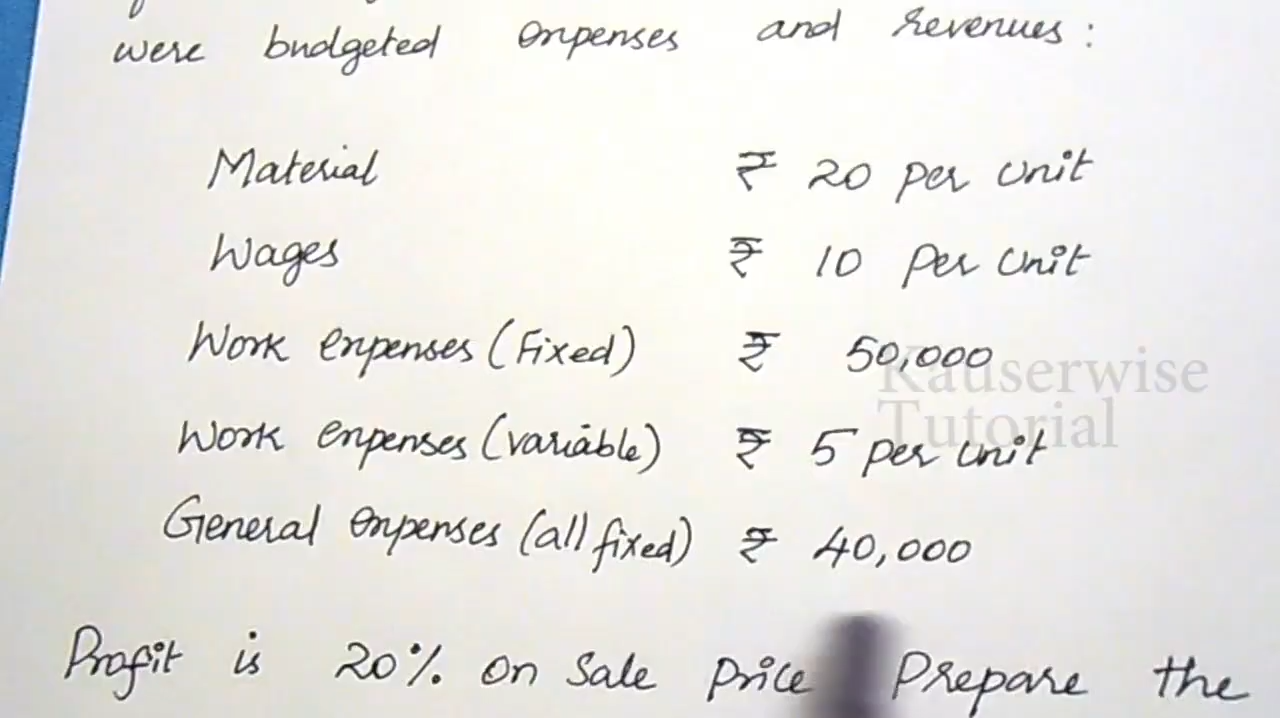 were budgeted expenses and revenues:
Material ₹ 20 per unit
Wages ₹ 10 Per Unit
Work expenses (Fixed) ₹ 50,000
Kauserwise
Tutorial
Work expenses (variable) ₹ 5 per unit
General expenses (all fixed) ₹ 40,000
Profit is 20% on Sale price Prepare the